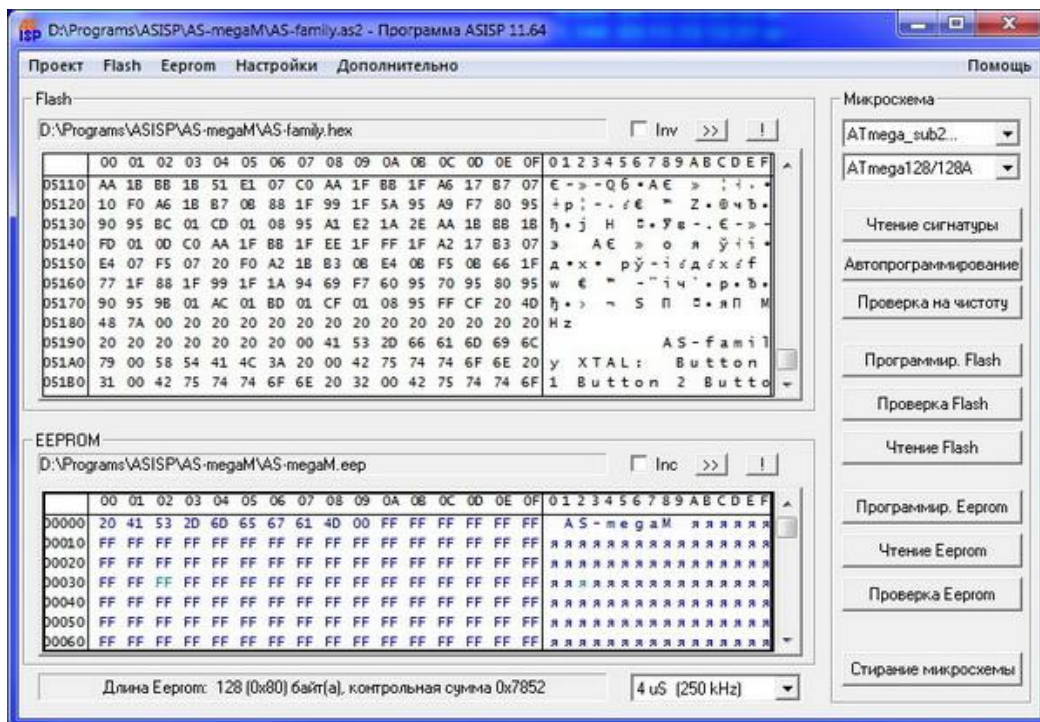 ISP D:\Programs\ASISP\AS-megaM\AS-family.as2 - Программа ASISP 11.64
Проект Flash Eeprom Настройки Дополнительно Помощь
Flash
D:\Programs\ASISP\AS-megaM\AS-family.hex Inv >> !
00 01 02 03 04 05 06 07 08 09 0A 0B 0C 0D 0E 0F 0 1 2 3 4 5 6 7 8 9 A B C D E F
05110 AA 1B BB 1B 51 E1 07 C0 AA 1F BB 1F A6 17 B7 07
05120 10 F0 A6 1B B7 0B 88 1F 99 1F 5A 95 A9 F7 80 95
05130 90 95 BC 01 CD 01 08 95 A1 E2 1A 2E AA 1B BB 1B
05140 FD 01 0D C0 AA 1F BB 1F EE 1F FF 1F A2 17 B3 07
05150 E4 07 F5 07 20 F0 A2 1B B3 0B E4 0B F5 0B 66 1F
05160 77 1F 88 1F 99 1F 1A 94 69 F7 60 95 70 95 80 95
05170 90 95 9B 01 AC 01 BD 01 CF 01 08 95 FF CF 20 4D
05180 48 7A 00 20 20 20 20 20 20 20 20 20 20 20 20 20 H z
05190 20 20 20 20 20 20 20 00 41 53 2D 66 61 6D 69 6C A S - f a m i l
051A0 79 00 58 54 41 4C 3A 20 00 42 75 74 74 6F 6E 20 y X T A L : B u t t o n
051B0 31 00 42 75 74 74 6F 6E 20 32 00 42 75 74 74 6F 1 B u t t o n 2 B u t t o
EEPROM
D:\Programs\ASISP\AS-megaM\AS-megaM.eep Inc >> !
00 01 02 03 04 05 06 07 08 09 0A 0B 0C 0D 0E 0F 0 1 2 3 4 5 6 7 8 9 A B C D E F
00000 20 41 53 2D 6D 65 67 61 4D 00 FF FF FF FF FF FF A S - m e g a M я я я я я я
00010 FF FF FF FF FF FF FF FF FF FF FF FF FF FF FF FF я я я я я я я я я я я я я я я я
00020 FF FF FF FF FF FF FF FF FF FF FF FF FF FF FF FF я я я я я я я я я я я я я я я я
00030 FF FF FF FF FF FF FF FF FF FF FF FF FF FF FF FF я я я я я я я я я я я я я я я я
00040 FF FF FF FF FF FF FF FF FF FF FF FF FF FF FF FF я я я я я я я я я я я я я я я я
00050 FF FF FF FF FF FF FF FF FF FF FF FF FF FF FF FF я я я я я я я я я я я я я я я я
00060 FF FF FF FF FF FF FF FF FF FF FF FF FF FF FF FF я я я я я я я я я я я я я я я я
Длина Eeprom: 128 (0x80) байт(а), контрольная сумма 0x7852
4 uS (250 kHz)
Микросхема
ATmega_sub2...
ATmega128/128A
Чтение сигнатуры
Автопрограммирование
Проверка на чистоту
Программир. Flash
Проверка Flash
Чтение Flash
Программир. Eeprom
Чтение Eeprom
Проверка Eeprom
Стирание микросхемы